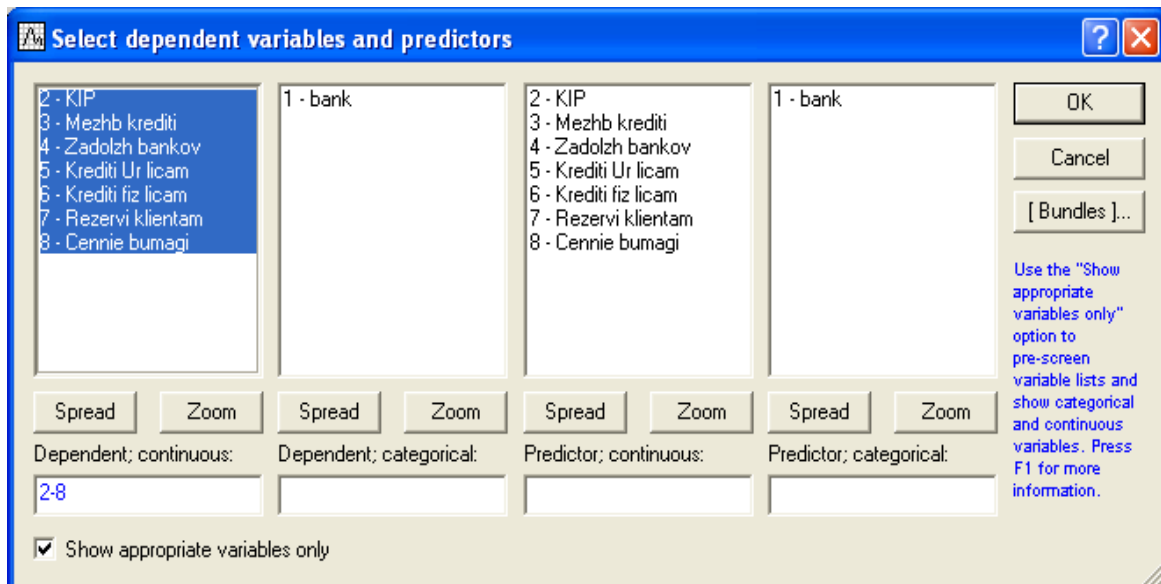 Select dependent variables and predictors
2 - KIP
3 - Mezhb krediti
4 - Zadolzh bankov
5 - Krediti Ur licam
6 - Krediti fiz licam
7 - Rezervi klientam
8 - Cennie bumagi
1 - bank
2 - KIP
3 - Mezhb krediti
4 - Zadolzh bankov
5 - Krediti Ur licam
6 - Krediti fiz licam
7 - Rezervi klientam
8 - Cennie bumagi
1 - bank
OK
Cancel
[ Bundles ]...
Use the "Show
appropriate
variables only"
option to
pre-screen
variable lists and
show categorical
and continuous
variables. Press
F1 for more
information.
Spread Zoom Spread Zoom Spread Zoom Spread Zoom
Dependent; continuous: Dependent; categorical: Predictor; continuous: Predictor; categorical:
2-8
Show appropriate variables only